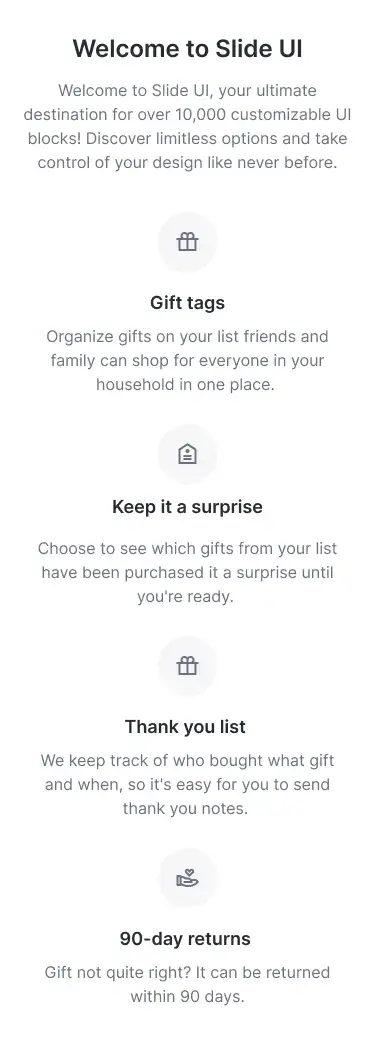 Welcome to Slide UI
Welcome to Slide UI, your ultimate
destination for over 10,000 customizable UI
blocks! Discover limitless options and take
control of your design like never before.
Gift tags
Organize gifts on your list friends and
family can shop for everyone in your
household in one place.
Keep it a surprise
Choose to see which gifts from your list
have been purchased it a surprise until
you're ready.
Thank you list
We keep track of who bought what gift
and when, so it's easy for you to send
thank you notes.
90-day returns
Gift not quite right? It can be returned
within 90 days.